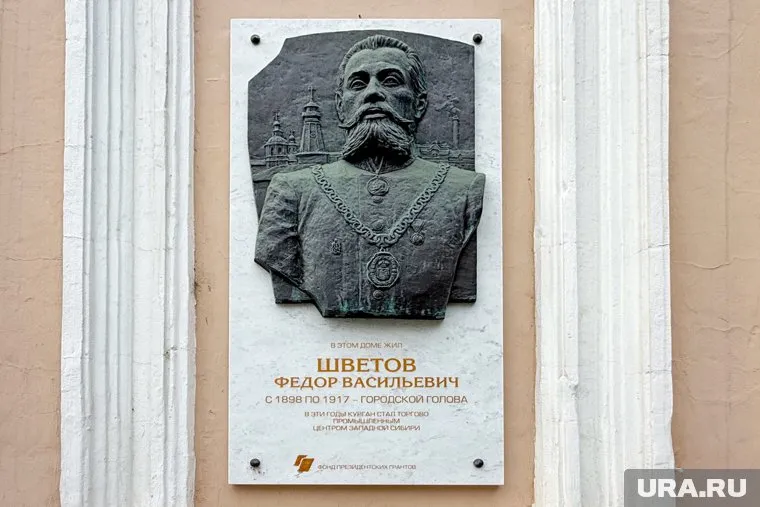 В ЭТОМ ДОМЕ ЖИЛ
ШВЕТОВ
ФЕДОР ВАСИЛЬЕВИЧ
С 1898 ПО 1917 – ГОРОДСКОЙ ГОЛОВА
В ЭТИ ГОДЫ КУРГАН СТАЛ ТОРГОВО
ПРОМЫШЛЕННЫМ
ЦЕНТРОМ ЗАПАДНОЙ СИБИРИ
ФОНД ПРЕЗИДЕНТСКИХ ГРАНТОВ
URA.RU